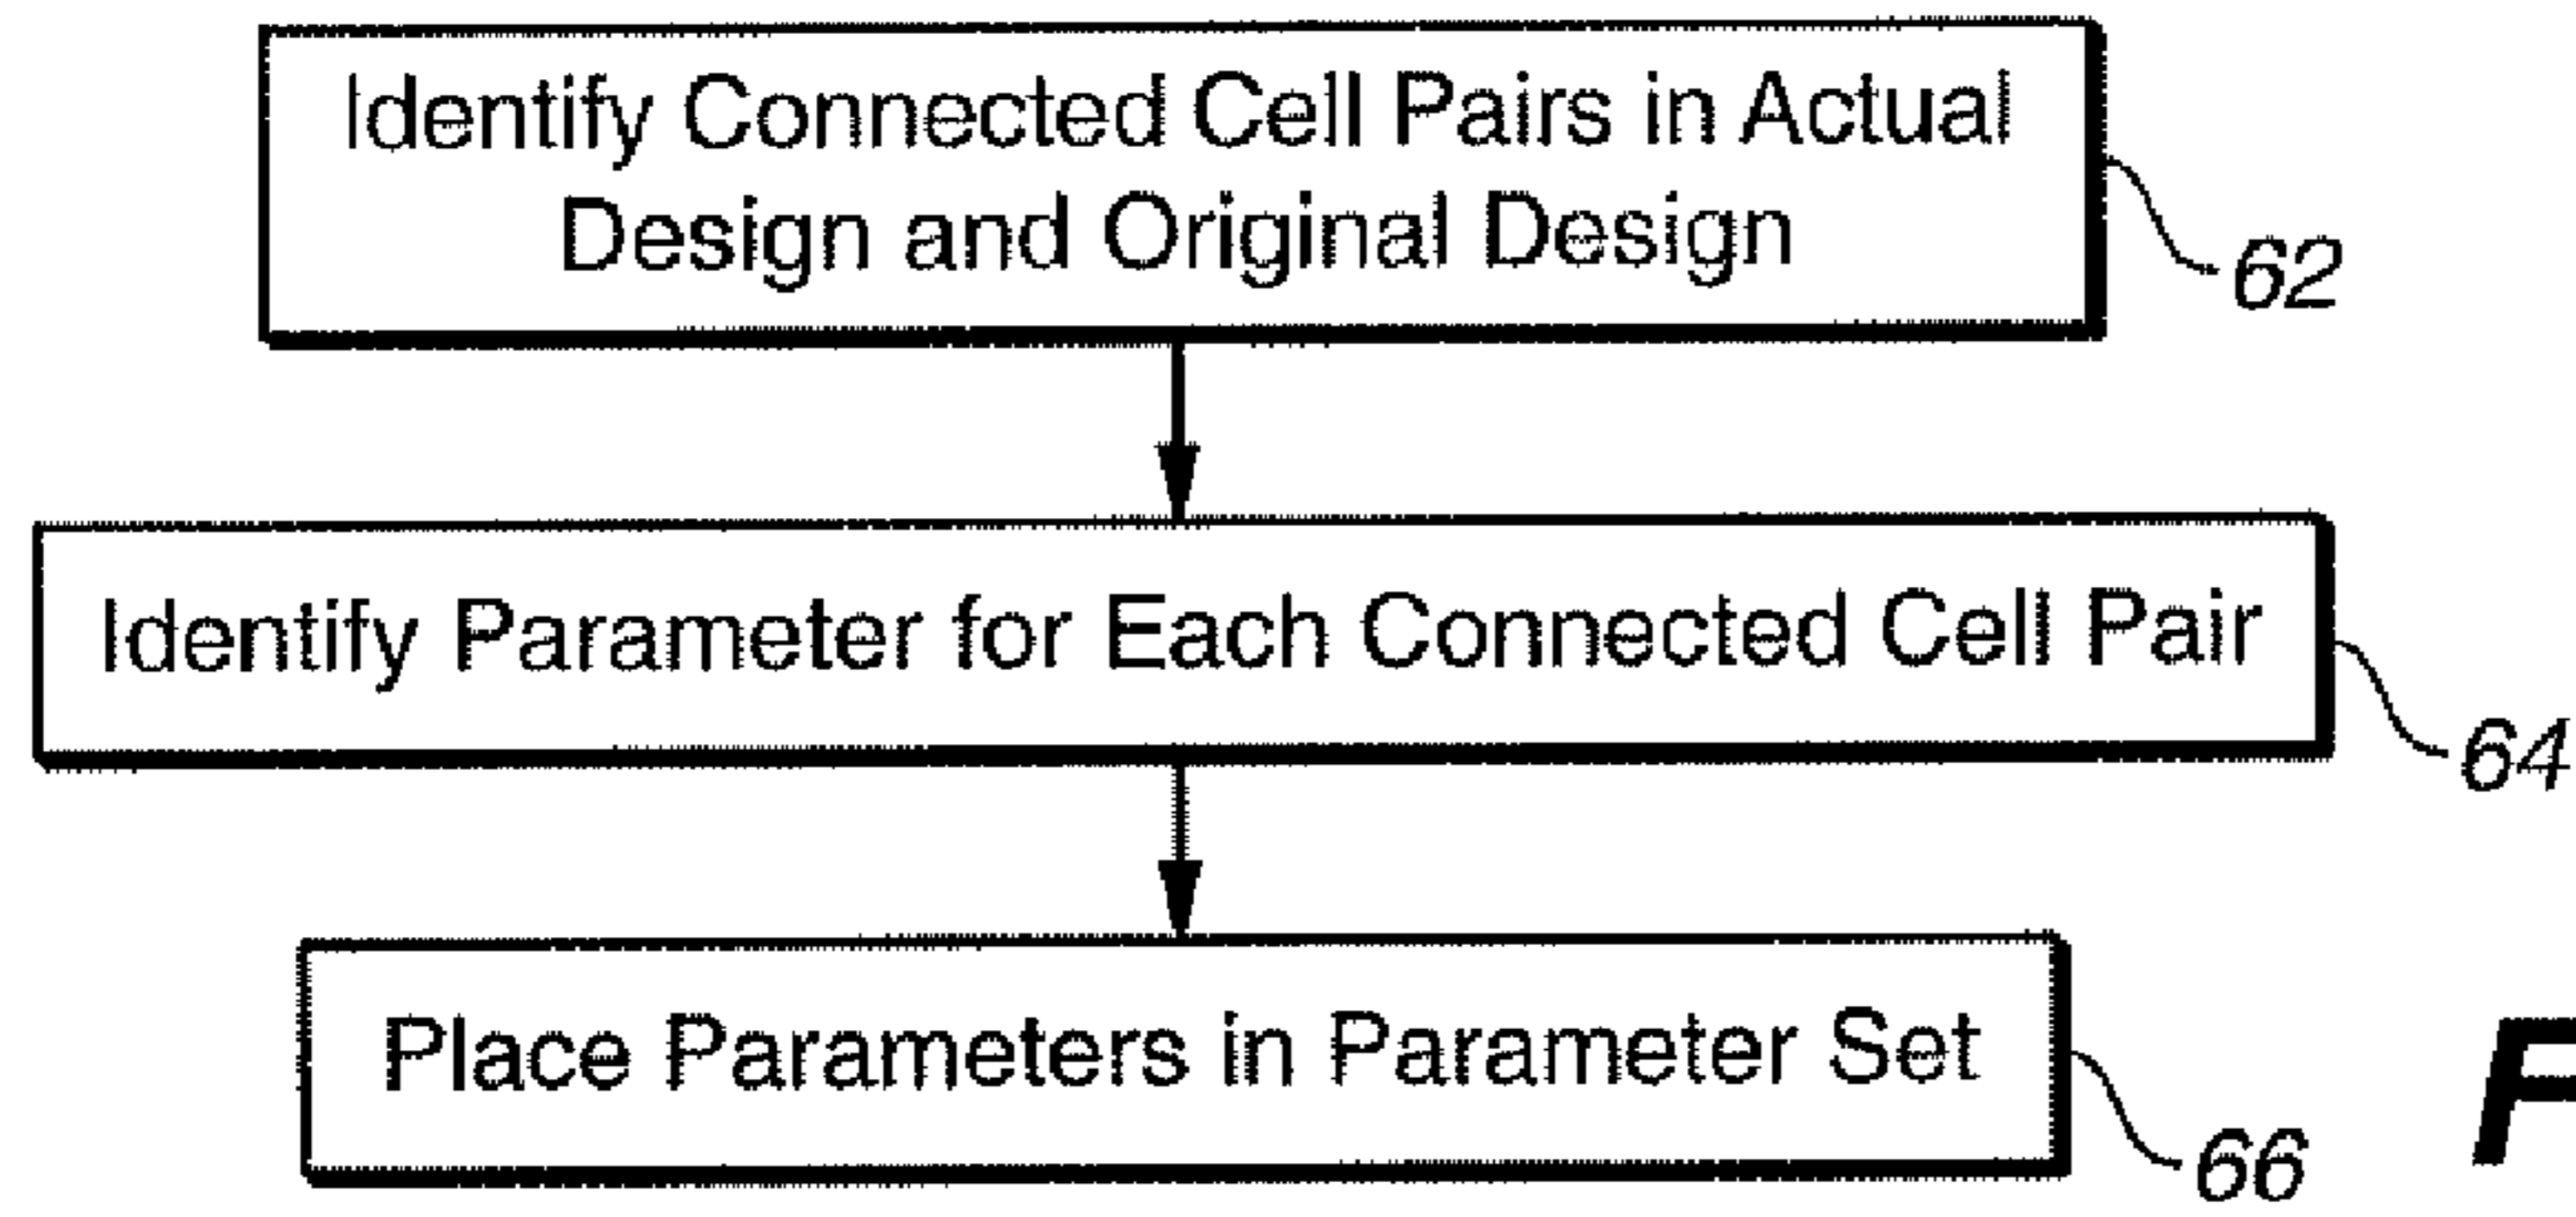 Identify Connected Cell Pairs in Actual
Design and Original Design
62
Identify Parameter for Each Connected Cell Pair
64
Place Parameters in Parameter Set
66
F